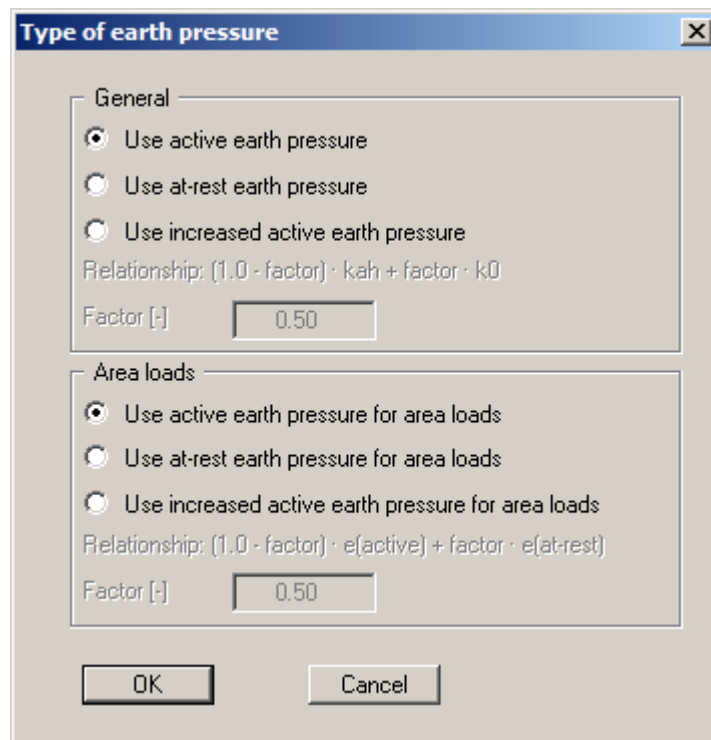 Type of earth pressure
General
Use active earth pressure
Use at-rest earth pressure
Use increased active earth pressure
Relationship: (1.0 - factor) · kah + factor · k0
Factor [-] 0.50
Area loads
Use active earth pressure for area loads
Use at-rest earth pressure for area loads
Use increased active earth pressure for area loads
Relationship: (1.0 - factor) · e(active) + factor · e(at-rest)
Factor [-] 0.50
OK Cancel